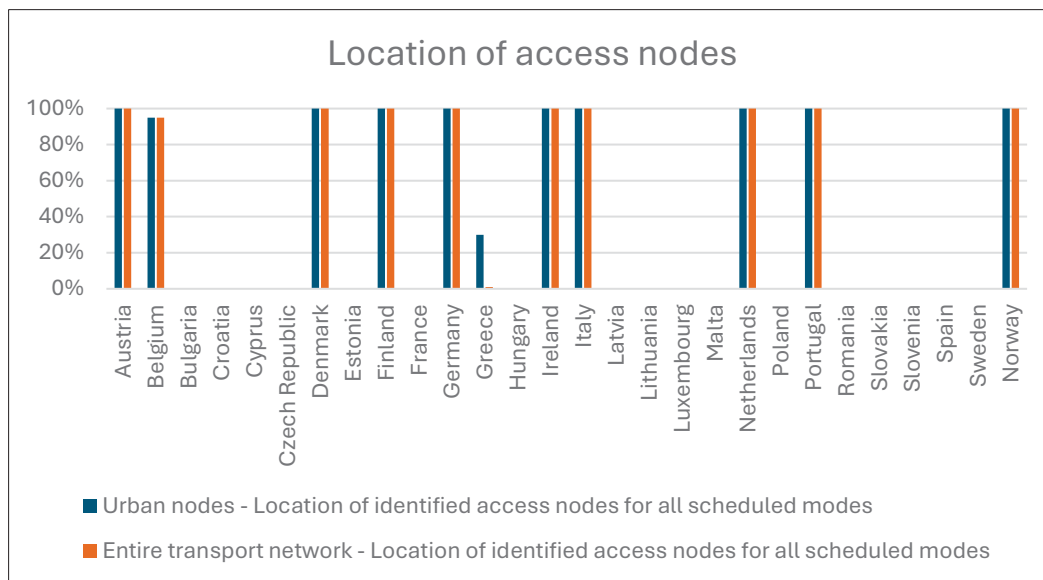 Location of access nodes
100%
80%
60%
40%
20%
0%
Austria
Belgium
Bulgaria
Croatia
Cyprus
Czech Republic
Denmark
Estonia
Finland
France
Germany
Greece
Hungary
Ireland
Italy
Latvia
Lithuania
Luxembourg
Malta
Netherlands
Poland
Portugal
Romania
Slovakia
Slovenia
Spain
Sweden
Norway
Urban nodes - Location of identified access nodes for all scheduled modes
Entire transport network - Location of identified access nodes for all scheduled modes